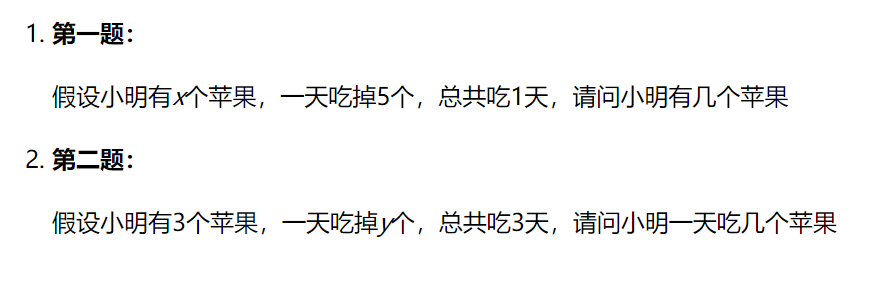 1. 第一题：
假设小明有x个苹果，一天吃掉5个，总共吃1天，请问小明有几个苹果
2. 第二题：
假设小明有3个苹果，一天吃掉y个，总共吃3天，请问小明一天吃几个苹果